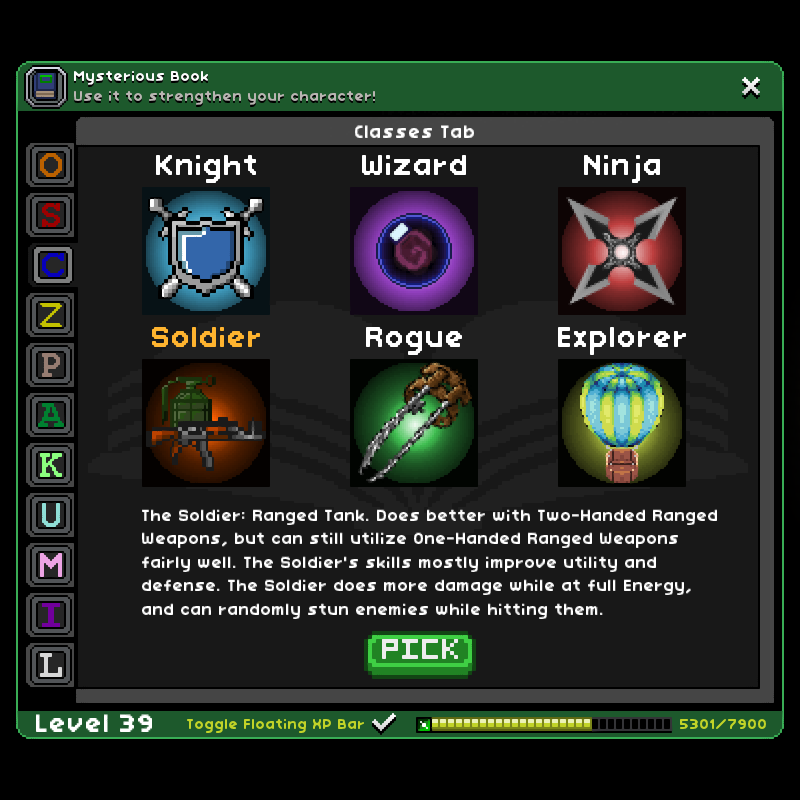 Mysterious Book
Use it to strengthen your character!
Classes Tab
O
S
C
Z
P
A
K
U
M
I
L
Knight Wizard Ninja
Soldier Rogue Explorer
The Soldier: Ranged Tank. Does better with Two-Handed Ranged
Weapons, but can still utilize One-Handed Ranged Weapons
fairly well. The Soldier's skills mostly improve utility and
defense. The Soldier does more damage while at full Energy,
and can randomly stun enemies while hitting them.
PICK
Level 39 Toggle Floating XP Bar 5301/7900